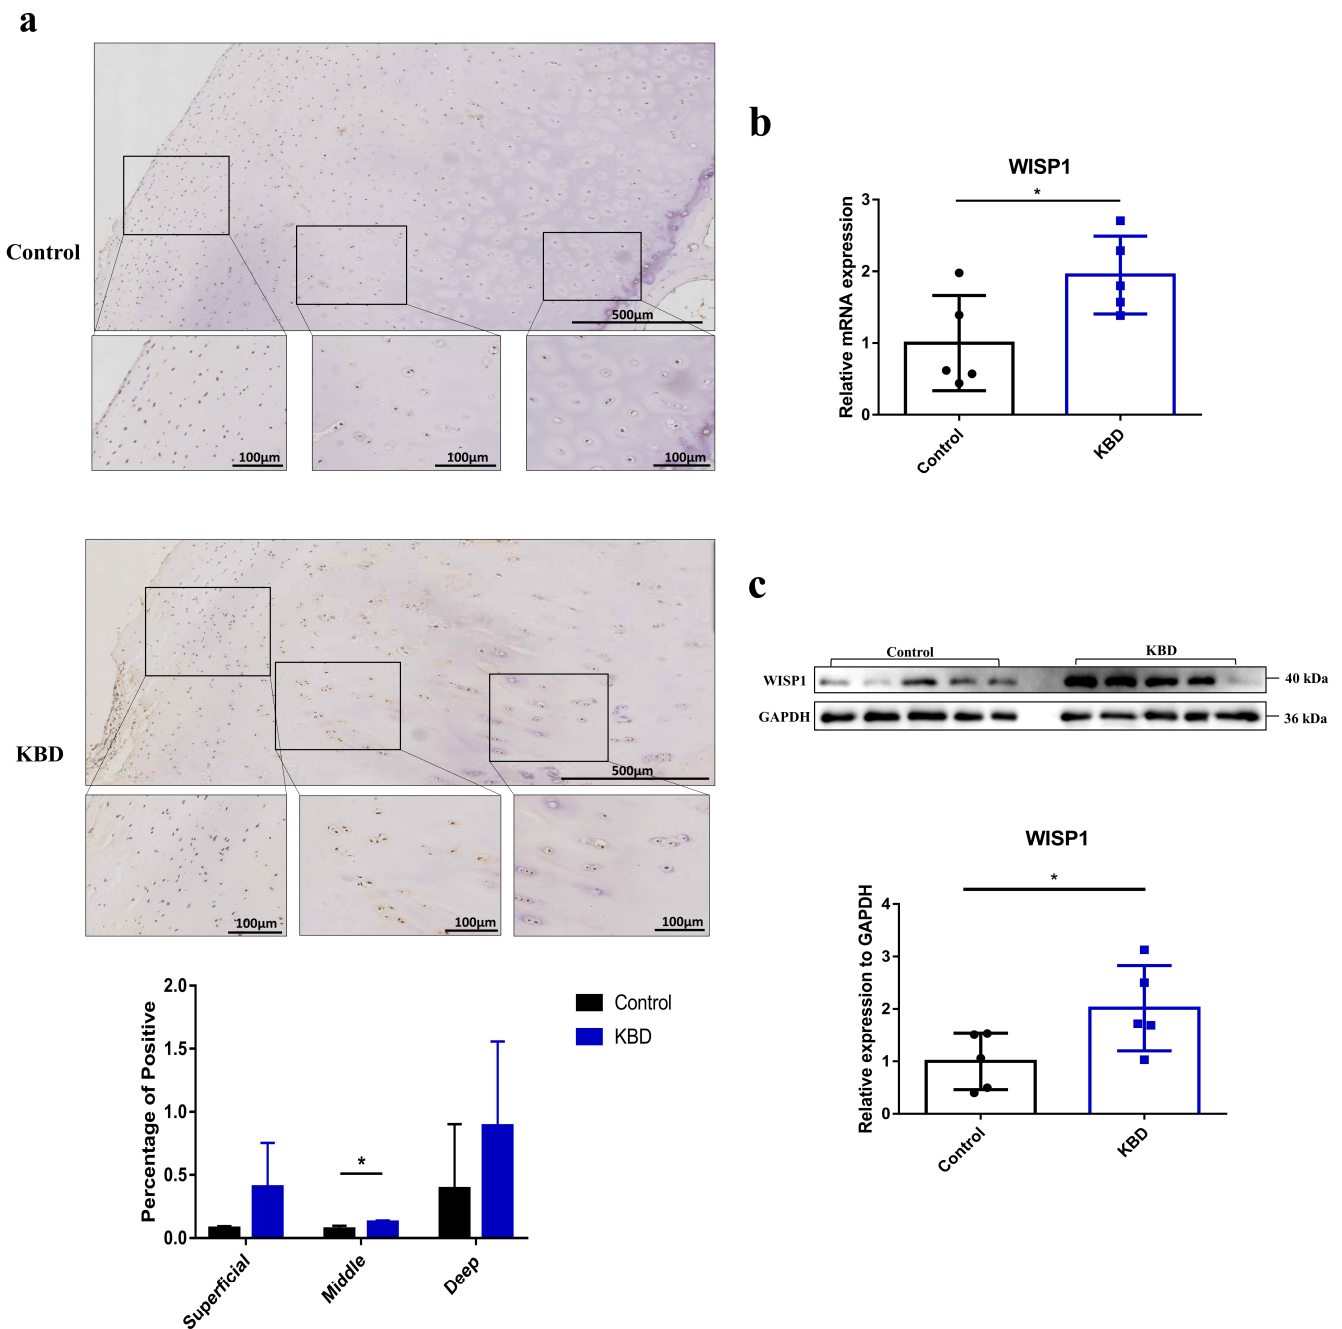 a
Control
500μm
100μm
100μm
100μm
KBD
500μm
100μm
100μm
100μm
Percentage of Positive
2.0
1.5
1.0
0.5
0.0
Superficial
Middle
Deep
*
Control
KBD
b
WISP1
*
Relative mRNA expression
3
2
1
0
Control
KBD
c
Control
KBD
WISP1
40 kDa
GAPDH
36 kDa
WISP1
*
Relative expression to GAPDH
4
3
2
1
0
Control
KBD